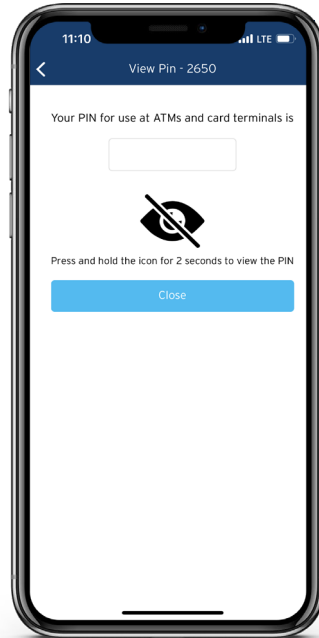 11:10
LTE
View Pin - 2650
Your PIN for use at ATMs and card terminals is
Press and hold the icon for 2 seconds to view the PIN
Close